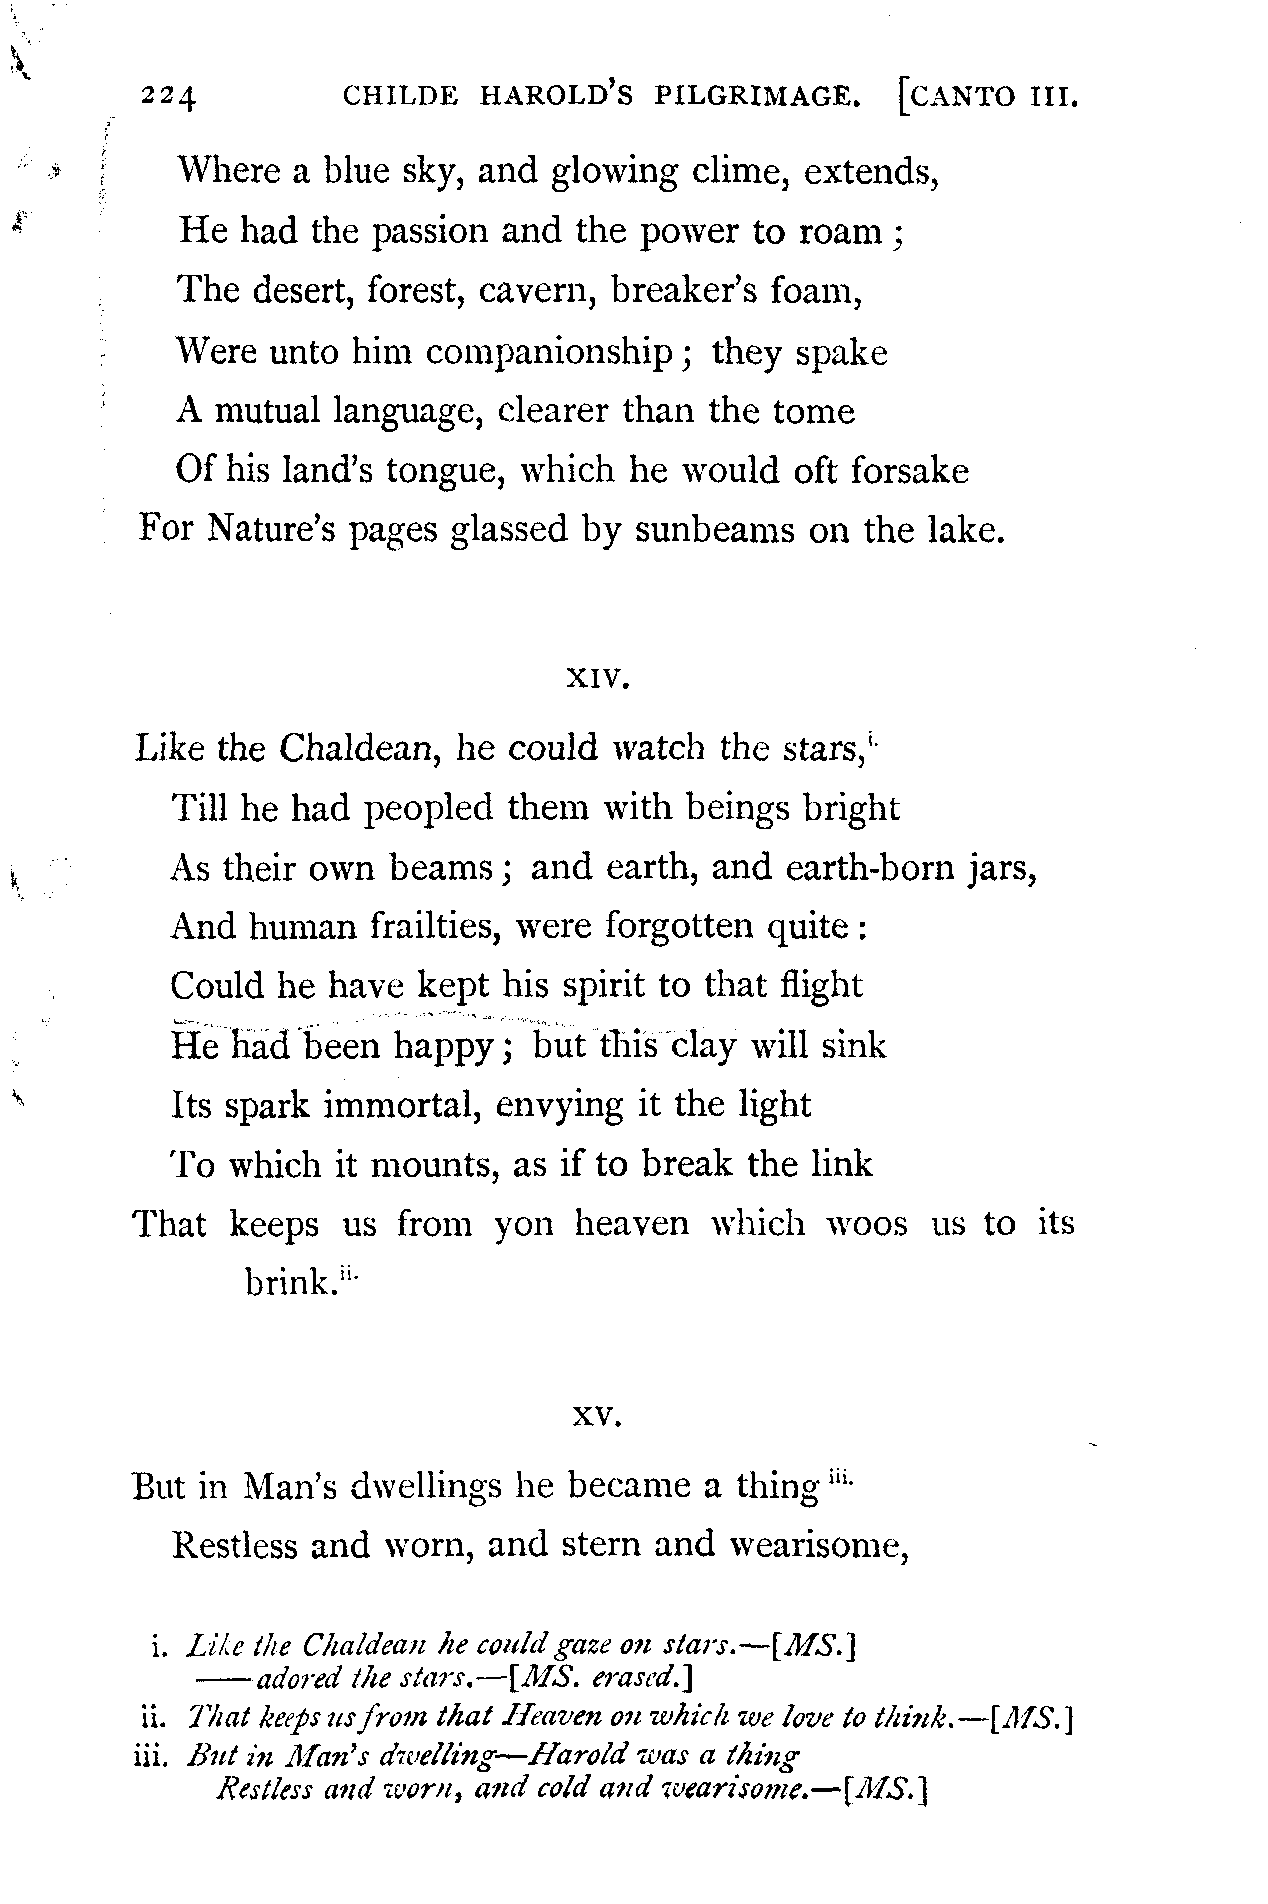 224 CHILDE HAROLD'S PILGRIMAGE. [CANTO III.
Where a blue sky, and glowing clime, extends,
He had the passion and the power to roam ;
The desert, forest, cavern, breaker's foam,
Were unto him companionship ; they spake
A mutual language, clearer than the tome
Of his land's tongue, which he would oft forsake
For Nature's pages glassed by sunbeams on the lake.
XIV.
Like the Chaldean, he could watch the stars,i.
Till he had peopled them with beings bright
As their own beams ; and earth, and earth-born jars,
And human frailties, were forgotten quite :
Could he have kept his spirit to that flight
He had been happy ; but this clay will sink
Its spark immortal, envying it the light
To which it mounts, as if to break the link
That keeps us from yon heaven which woos us to its
brink.ii.
XV.
But in Man's dwellings he became a thing iii.
Restless and worn, and stern and wearisome,
i. Like the Chaldean he could gaze on stars.—[MS.]
—— adored the stars.—[MS. erased.]
ii. That keeps us from that Heaven on which we love to think.—[MS.]
iii. But in Man's dwelling—Harold was a thing
Restless and worn, and cold and wearisome.—[MS.]